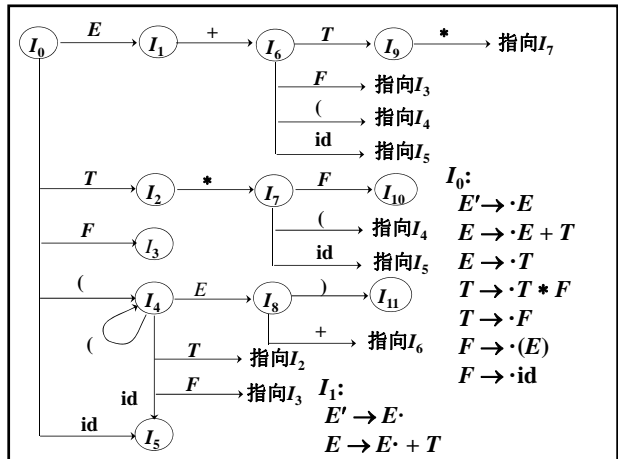 I₀ E I₁ + I₆ T I₉ * 指向I₇
F 指向I₃
( 指向I₄
id 指向I₅
T I₂ * I₇ F I₁₀
( 指向I₄
id 指向I₅
F I₃
( I₄ E I₈ ) I₁₁
+ 指向I₆
(
T 指向I₂
id F 指向I₃
id I₅
I₀:
E′ → ·E
E → ·E + T
E → ·T
T → ·T * F
T → ·F
F → ·(E)
F → ·id
I₁:
E′ → E·
E → E· + T